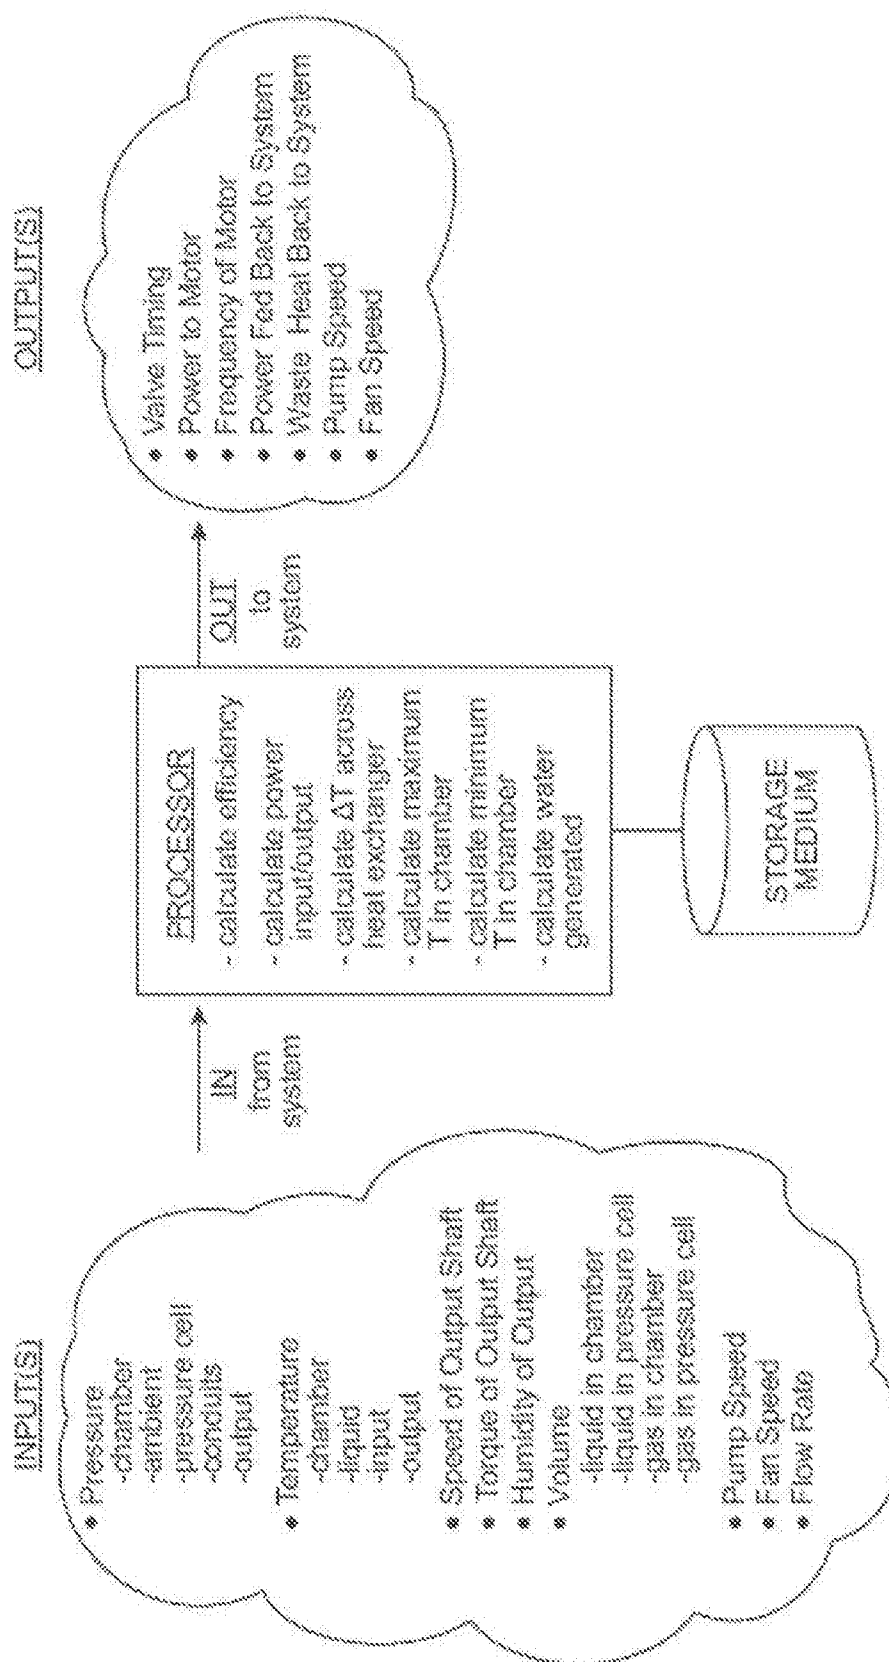 INPUT(S)
• Pressure
-chamber
-ambient
-pressure cell
-conduits
-output
• Temperature
-chamber
-liquid
-input
-output
• Speed of Output Shaft
• Torque of Output Shaft
• Humidity of Output
• Volume
-liquid in chamber
-liquid in pressure cell
-gas in chamber
-gas in pressure cell
• Pump Speed
• Fan Speed
• Flow Rate
IN
from
system
PROCESSOR
- calculate efficiency
- calculate power
input/output
- calculate ΔT across
heat exchanger
- calculate maximum
T in chamber
- calculate minimum
T in chamber
- calculate water
generated
STORAGE
MEDIUM
OUT
to
system
OUTPUT(S)
• Valve Timing
• Power to Motor
• Frequency of Motor
• Power Fed Back to System
• Waste Heat Back to System
• Pump Speed
• Fan Speed